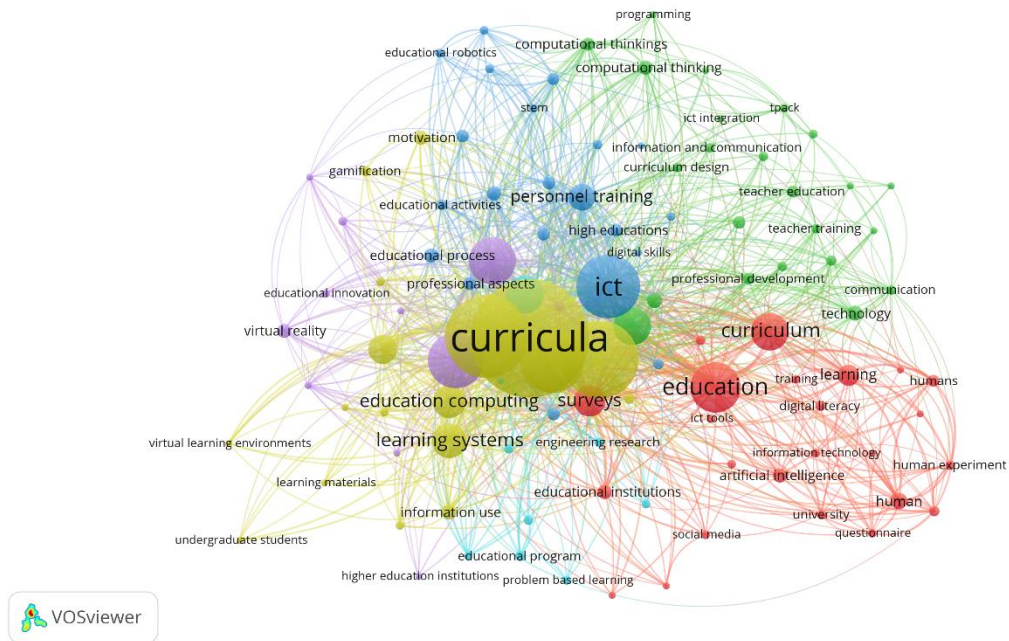 programming
computational thinkings
educational robotics
computational thinking
stem
tpack
ict integration
motivation
information and communication
gamification
curriculum design
personnel training
teacher education
educational activities
high educations
teacher training
educational process
digital skills
professional aspects
professional development
ict
educational innovation
communication
technology
virtual reality
curricula
curriculum
education
training
learning
humans
education computing
surveys
digital literacy
ict tools
virtual learning environments
learning systems
engineering research
information technology
human experiment
artificial intelligence
learning materials
educational institutions
human
information use
university
undergraduate students
social media
questionnaire
educational program
higher education institutions
problem based learning
VOSviewer